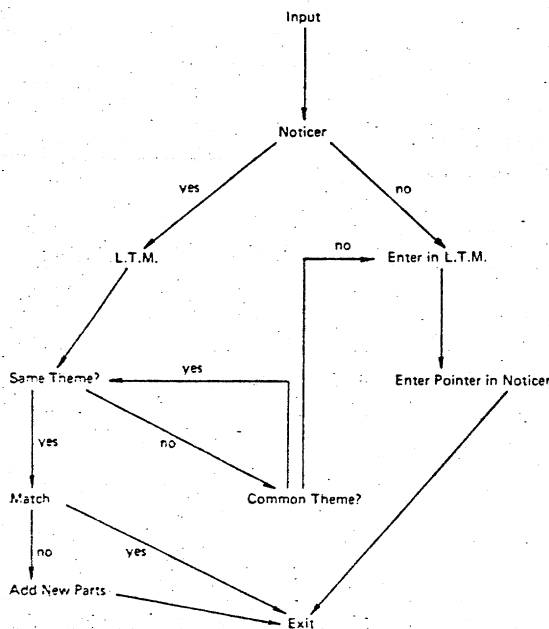 Input
Noticer
yes
no
L.T.M.
no
Enter in L.T.M.
Same Theme?
yes
Enter Pointer in Noticer
yes
no
Match
Common Theme?
no
yes
Add New Parts
Exit